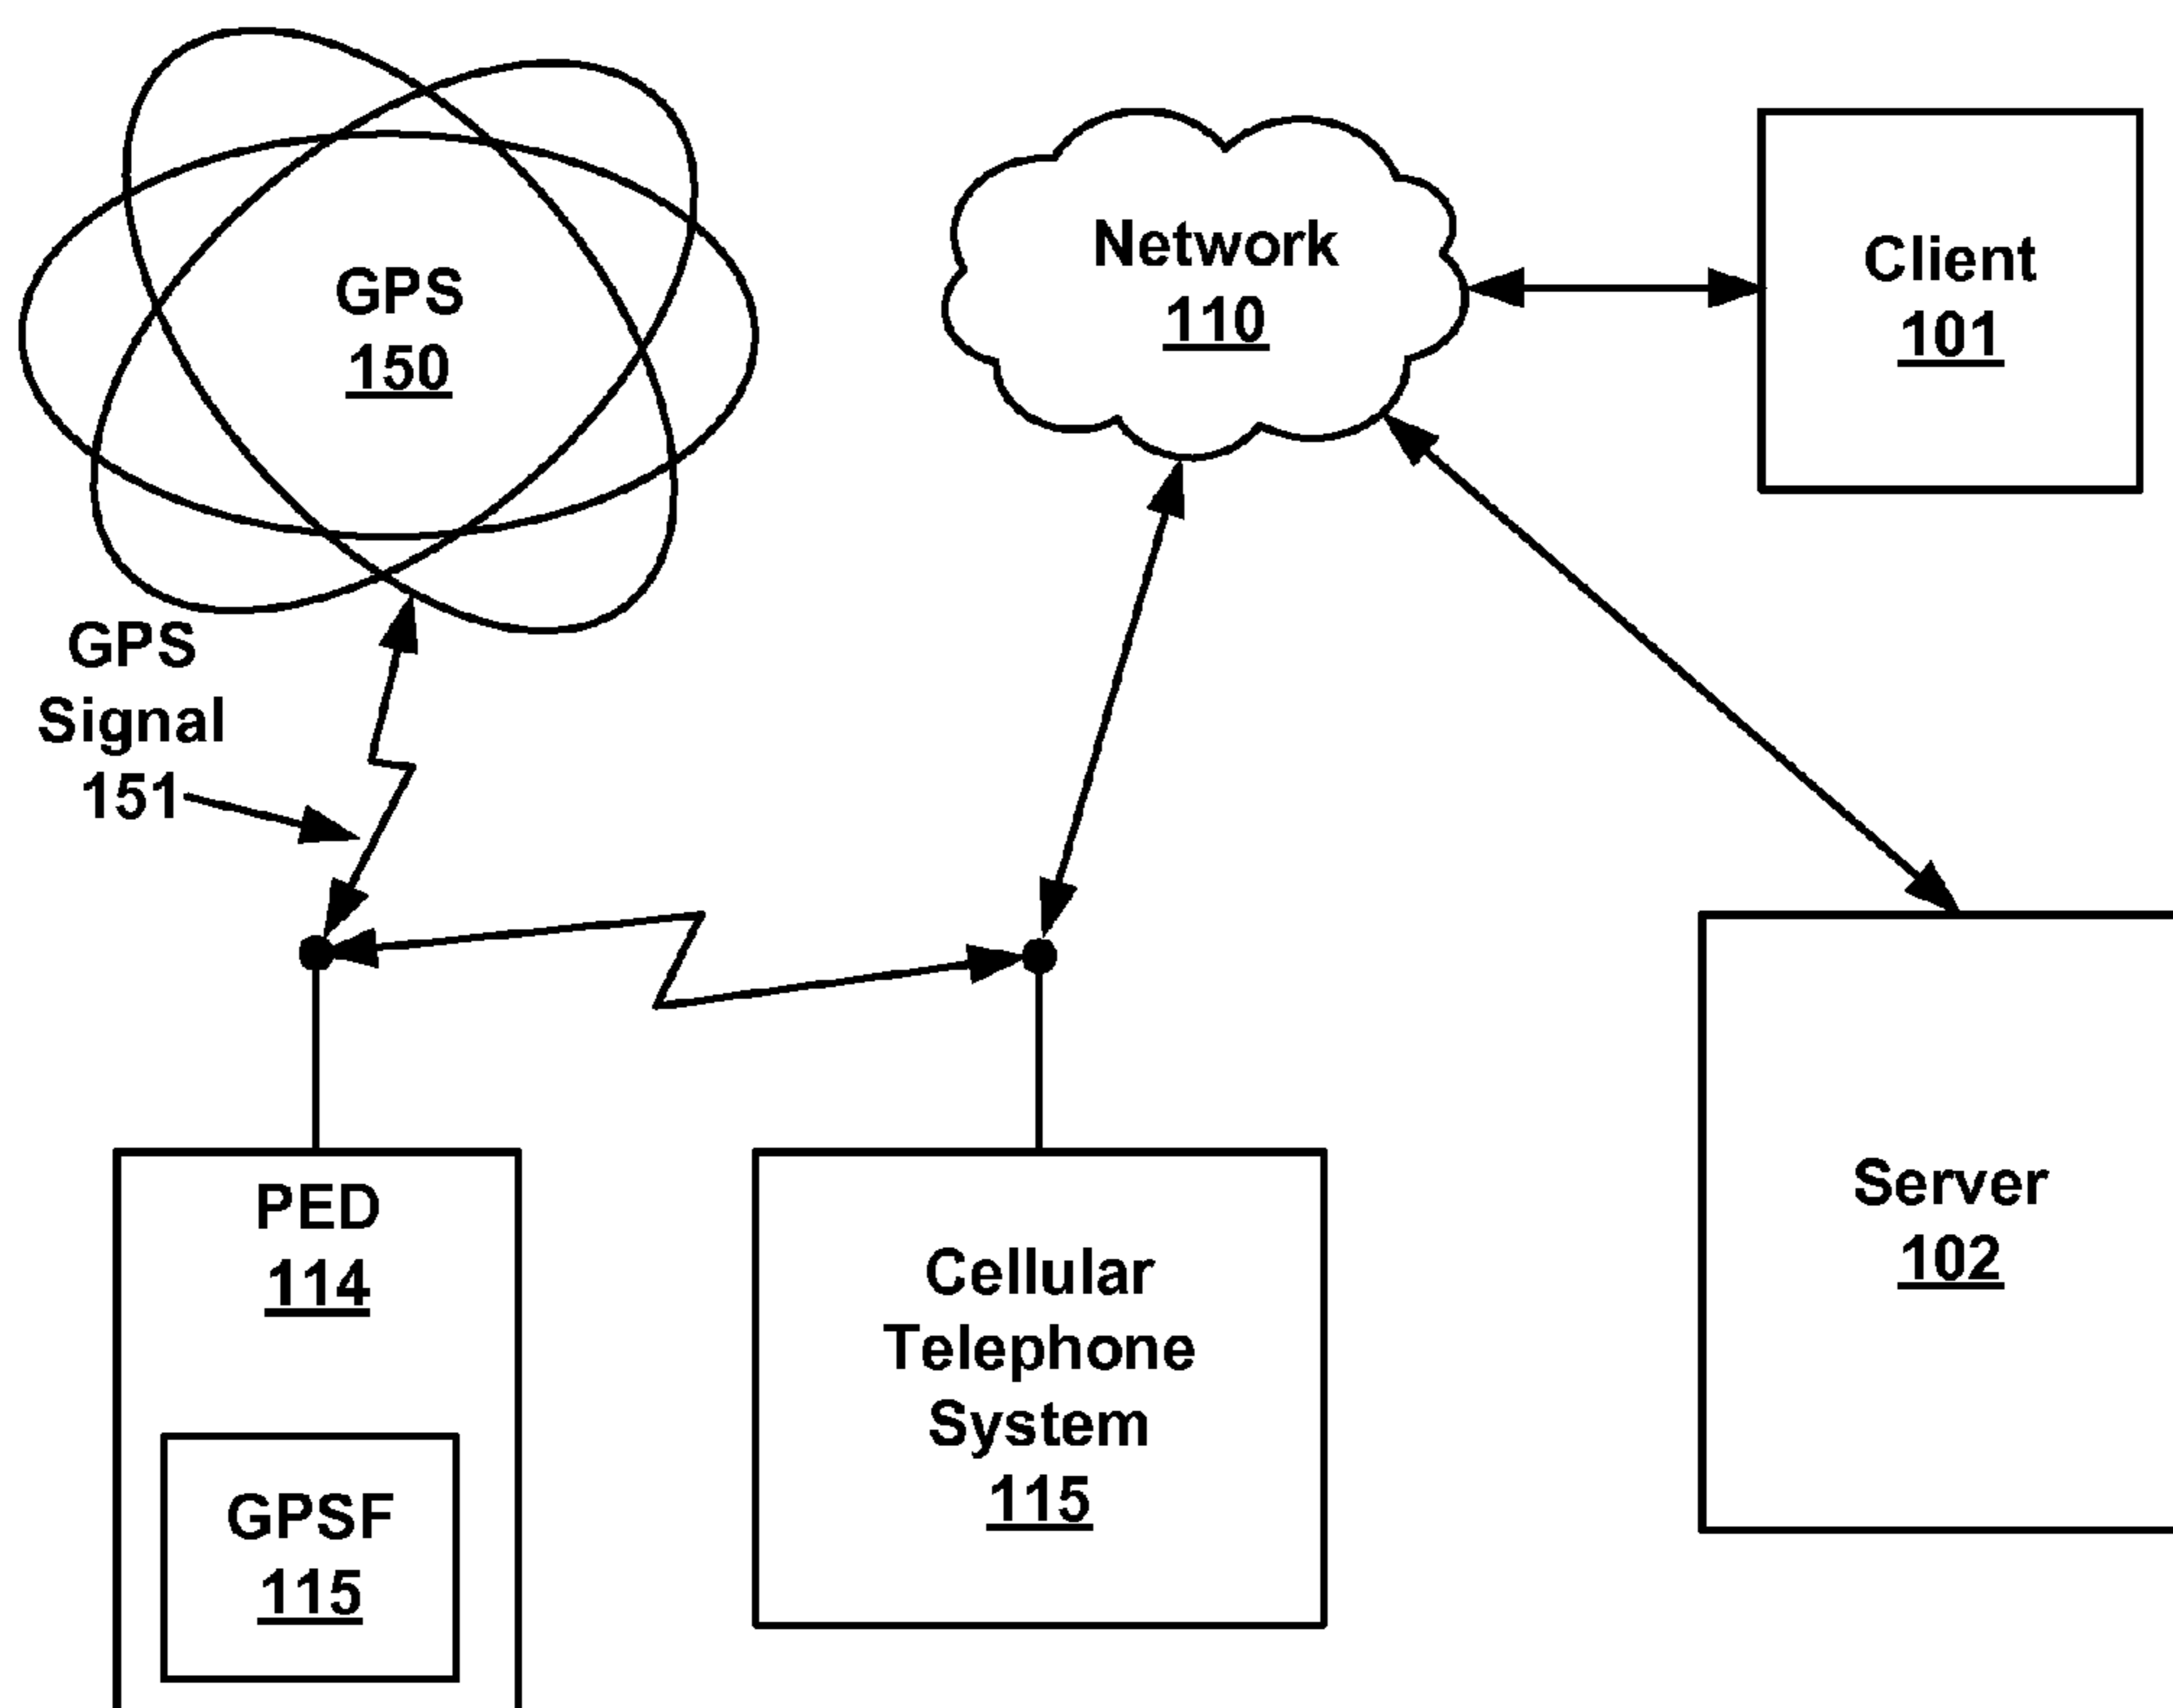 GPS
150
Network
110
Client
101
GPS
Signal
151
PED
114
GPSF
115
Cellular
Telephone
System
115
Server
102